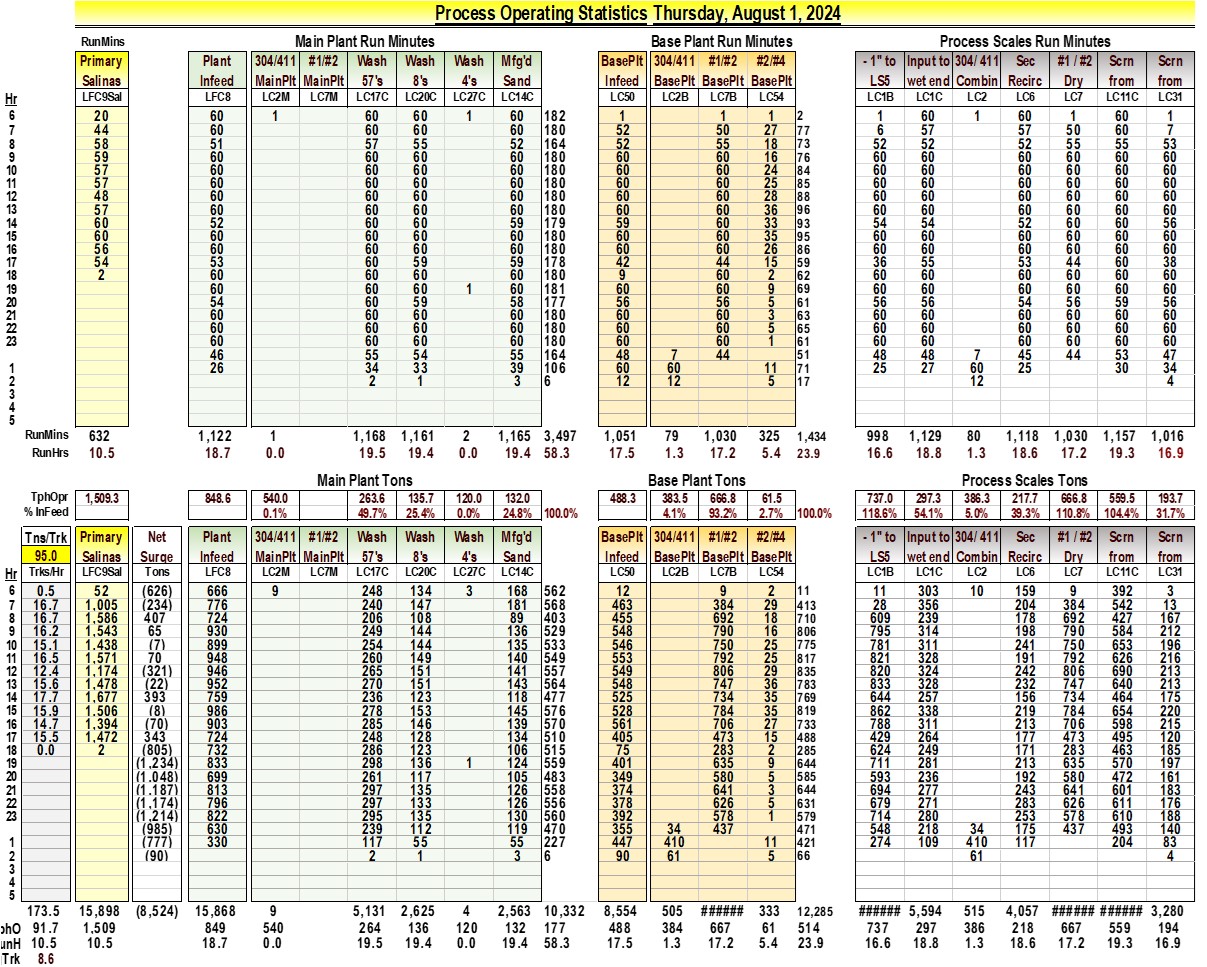 Process Operating Statistics Thursday, August 1, 2024
RunMins Main Plant Run Minutes Base Plant Run Minutes Process Scales Run Minutes
Primary Plant 304/411 #1/#2 Wash Wash Wash Mfg'd BasePlt 304/411 #1/#2 #2/#4 - 1" to Input to 304/ 411 Sec #1 / #2 Scrn Scrn
Salinas Infeed MainPlt MainPlt 57's 8's 4's Sand Infeed BasePlt BasePlt BasePlt LS5 wet end Combin Recirc Dry from from
Hr LFC9Sal LFC8 LC2M LC7M LC17C LC20C LC27C LC14C LC50 LC2B LC7B LC54 LC1B LC1C LC2 LC6 LC7 LC11C LC31
6 20 60 1 60 60 1 60 182 1 1 1 2 1 60 1 60 1 60 1
7 44 60 60 60 60 180 52 50 27 77 6 57 57 50 60 7
8 58 51 57 55 52 164 52 55 18 73 52 52 52 55 55 53
9 59 60 60 60 60 180 60 60 16 76 60 60 60 60 60 60
10 57 60 60 60 60 180 60 60 24 84 60 60 60 60 60 60
11 57 60 60 60 60 180 60 60 25 85 60 60 60 60 60 60
12 48 60 60 60 60 180 60 60 28 88 60 60 60 60 60 60
13 57 60 60 60 60 180 60 60 36 96 60 60 60 60 60 60
14 60 52 60 60 59 179 59 60 33 93 54 54 52 60 60 56
15 60 60 60 60 60 180 60 60 35 95 60 60 60 60 60 60
16 56 60 60 60 60 180 60 60 26 86 60 60 60 60 60 60
17 54 53 60 59 59 178 42 44 15 59 36 55 53 44 60 38
18 2 60 60 60 60 180 9 60 2 62 60 60 60 60 60 60
19 60 60 60 1 60 181 60 60 9 69 60 60 60 60 60 60
20 54 60 59 58 177 56 56 5 61 56 56 54 56 59 56
21 60 60 60 60 180 60 60 3 63 60 60 60 60 60 60
22 60 60 60 60 180 60 60 5 65 60 60 60 60 60 60
23 60 60 60 60 180 60 60 1 61 60 60 60 60 60 60
46 55 54 55 164 48 7 44 51 48 48 7 45 44 53 47
1 26 34 33 39 106 60 60 11 71 25 27 60 25 30 34
2 2 1 3 6 12 12 5 17 12 4
3
4
5
RunMins 632 1,122 1 1,168 1,161 2 1,165 3,497 1,051 79 1,030 325 1,434 998 1,129 80 1,118 1,030 1,157 1,016
RunHrs 10.5 18.7 0.0 19.5 19.4 0.0 19.4 58.3 17.5 1.3 17.2 5.4 23.9 16.6 18.8 1.3 18.6 17.2 19.3 16.9
Main Plant Tons Base Plant Tons Process Scales Tons
TphOpr 1,509.3 848.6 540.0 263.6 135.7 120.0 132.0 488.3 383.5 666.8 61.5 737.0 297.3 386.3 217.7 666.8 559.5 193.7
% InFeed 0.1% 49.7% 25.4% 0.0% 24.8% 100.0% 4.1% 93.2% 2.7% 100.0% 118.6% 54.1% 5.0% 39.3% 110.8% 104.4% 31.7%
Tns/Trk Primary Net Plant 304/411 #1/#2 Wash Wash Wash Mfg'd BasePlt 304/411 #1/#2 #2/#4 - 1" to Input to 304/ 411 Sec #1 / #2 Scrn Scrn
95.0 Salinas Surge Infeed MainPlt MainPlt 57's 8's 4's Sand Infeed BasePlt BasePlt BasePlt LS5 wet end Combin Recirc Dry from from
Hr Trks/Hr LFC9Sal Tons LFC8 LC2M LC7M LC17C LC20C LC27C LC14C LC50 LC2B LC7B LC54 LC1B LC1C LC2 LC6 LC7 LC11C LC31
6 0.5 52 (626) 666 9 248 134 3 168 562 12 9 2 11 11 303 10 159 9 392 3
7 16.7 1,005 (234) 776 240 147 181 568 463 384 29 413 28 356 204 384 542 13
8 16.7 1,586 407 724 206 108 89 403 455 692 18 710 609 239 178 692 427 167
9 16.2 1,543 65 930 249 144 136 529 548 790 16 806 795 314 198 790 584 212
10 15.1 1,438 (7) 899 254 144 135 533 546 750 25 775 781 311 241 750 653 196
11 16.5 1,571 70 948 260 149 140 549 553 792 25 817 821 328 191 792 626 216
12 12.4 1,174 (321) 946 265 151 141 557 549 806 29 835 820 324 242 806 690 213
13 15.6 1,478 (22) 952 270 151 143 564 548 747 36 783 833 328 232 747 640 213
14 17.7 1,677 393 759 236 123 118 477 525 734 35 769 644 257 156 734 464 175
15 15.9 1,506 (8) 986 278 153 145 576 528 784 35 819 862 338 219 784 654 220
16 14.7 1,394 (70) 903 285 146 139 570 561 706 27 733 788 311 213 706 598 215
17 15.5 1,472 343 724 248 128 134 510 405 473 15 488 429 264 177 473 495 120
18 0.0 2 (805) 732 286 123 106 515 75 283 2 285 624 249 171 283 463 185
19 (1,234) 833 298 136 1 124 559 401 635 9 644 711 281 213 635 570 197
20 (1,048) 699 261 117 105 483 349 580 5 585 593 236 192 580 472 161
21 (1,187) 813 297 135 126 558 374 641 3 644 694 277 243 641 601 183
22 (1,174) 796 297 133 126 556 378 626 5 631 679 271 283 626 611 176
23 (1,214) 822 295 135 130 560 392 578 1 579 714 280 253 578 610 188
(985) 630 239 112 119 470 355 34 437 471 548 218 34 175 437 493 140
1 (777) 330 117 55 55 227 447 410 11 421 274 109 410 117 204 83
2 (90) 2 1 3 6 90 61 5 66 61 4
3
4
5
173.5 15,898 (8,524) 15,868 9 5,131 2,625 4 2,563 10,332 8,554 505 ###### 333 12,285 ###### 5,594 515 4,057 ###### ###### 3,280
phO 91.7 1,509 849 540 264 136 120 132 177 488 384 667 61 514 737 297 386 218 667 559 194
unH 10.5 10.5 18.7 0.0 19.5 19.4 0.0 19.4 58.3 17.5 1.3 17.2 5.4 23.9 16.6 18.8 1.3 18.6 17.2 19.3 16.9
Trk 8.6